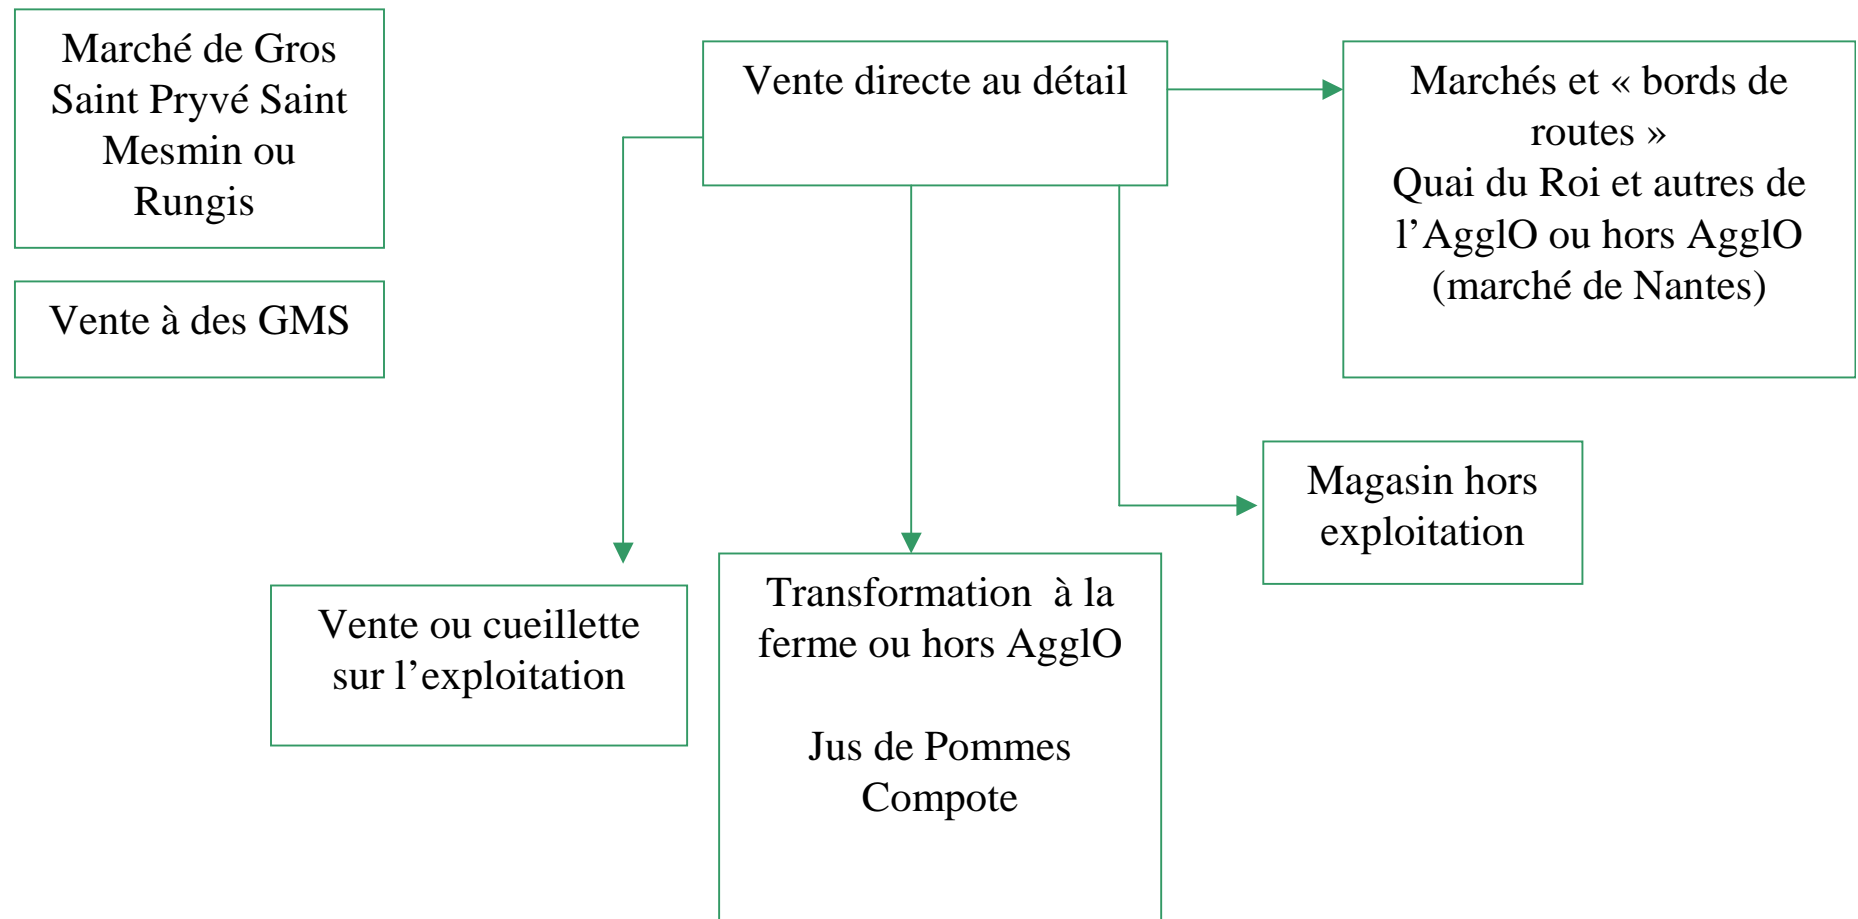 Marché de Gros
Saint Pryvé Saint
Mesmin ou
Rungis
Vente à des GMS
Vente directe au détail
Marchés et « bords de
routes »
Quai du Roi et autres de
l’AgglO ou hors AgglO
(marché de Nantes)
Magasin hors
exploitation
Vente ou cueillette
sur l’exploitation
Transformation à la
ferme ou hors AgglO
Jus de Pommes
Compote